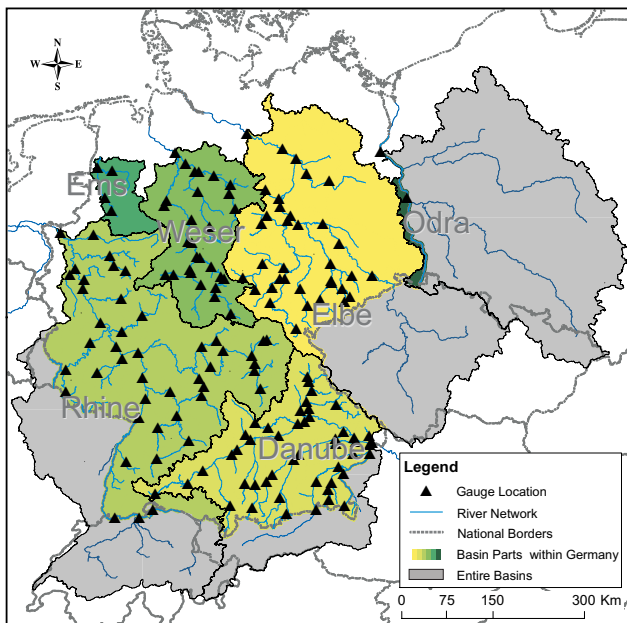 N
W E
S
Ems
Weser
Odra
Elbe
Rhine
Danube
Legend
Gauge Location
River Network
National Borders
Basin Parts within Germany
Entire Basins
0 75 150 300 Km